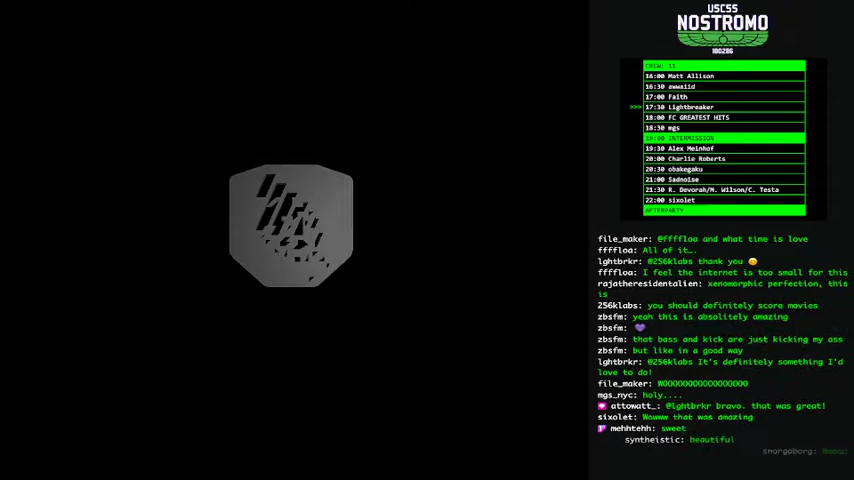 USCSS
NOSTROMO
180286
CREW: 11
16:00 Matt Allison
16:30 awwaiid
17:00 Faith
>>> 17:30 Lightbreaker
18:00 FC GREATEST HITS
18:30 mgs
19:00 INTERMISSION
19:30 Alex Meinhof
20:00 Charlie Roberts
20:30 obakegaku
21:00 Sadnoise
21:30 R. Devorah/M. Wilson/C. Testa
22:00 sixolet
AFTERPARTY
file_maker: @ffffloa and what time is love
fffffloa: All of it….
lghtbrkr: @256klabs thank you 😊
fffffloa: I feel the internet is too small for this
rajatheresidentalien: xenomorphic perfection, this
is
256klabs: you should definitely score movies
zbsfm: yeah this is absolitely amazing
zbsfm: 💜
zbsfm: that bass and kick are just kicking my ass
zbsfm: but like in a good way
lghtbrkr: @256klabs It's definitely something I'd
love to do!
file_maker: WOOOOOOOOOOOOOOOOO
mgs_nyc: holy....
attowatt_: @lghtbrkr bravo. that was great!
sixolet: Wowww that was amazing
mehhtehh: sweet
syntheistic: beautiful